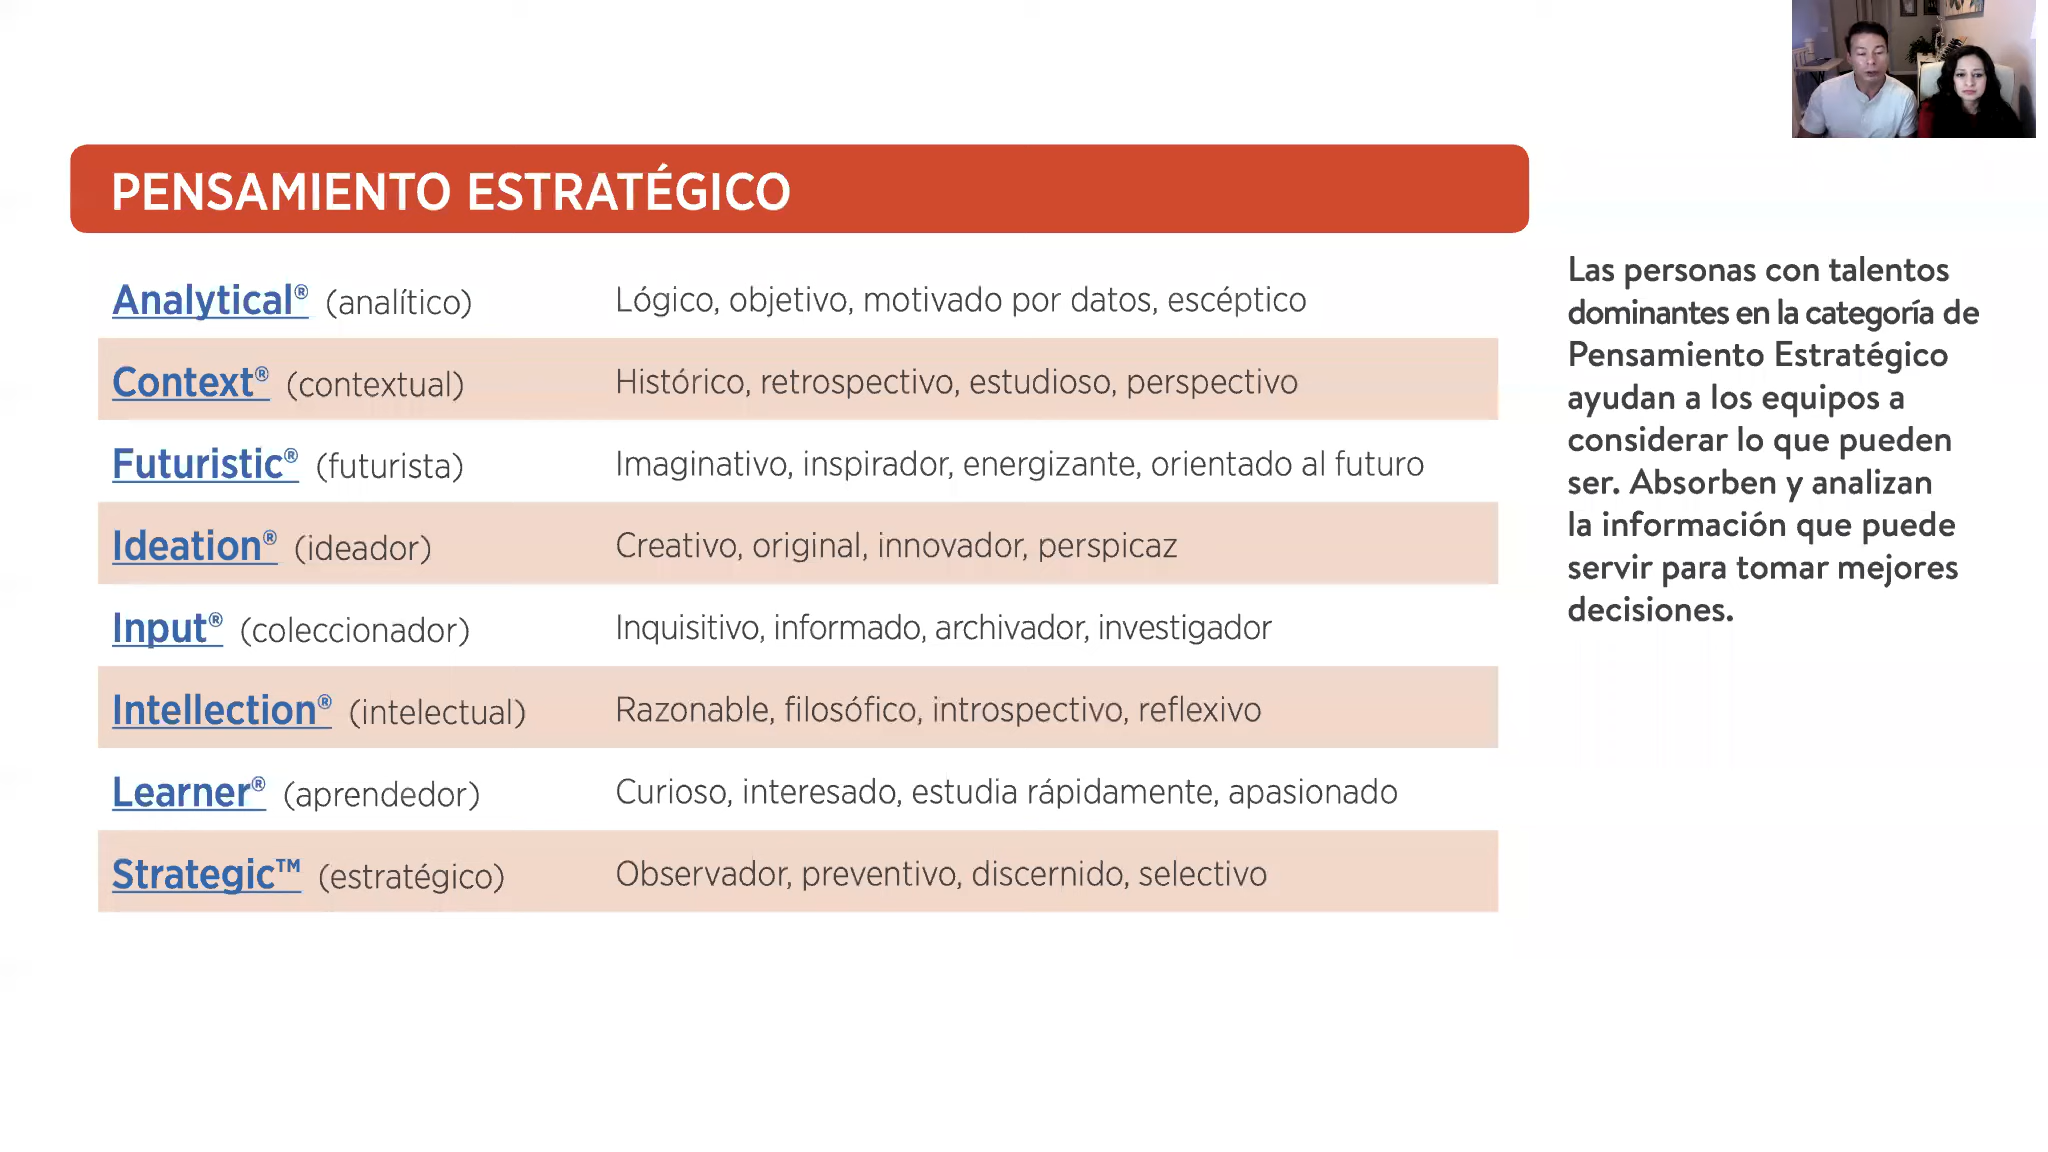 PENSAMIENTO ESTRATÉGICO
Analytical® (analítico) Lógico, objetivo, motivado por datos, escéptico
Context® (contextual) Histórico, retrospectivo, estudioso, perspectivo
Futuristic® (futurista) Imaginativo, inspirador, energizante, orientado al futuro
Ideation® (ideador) Creativo, original, innovador, perspicaz
Input® (coleccionador) Inquisitivo, informado, archivador, investigador
Intellection® (intelectual) Razonable, filosófico, introspectivo, reflexivo
Learner® (aprendedor) Curioso, interesado, estudia rápidamente, apasionado
Strategic™ (estratégico) Observador, preventivo, discernido, selectivo
Las personas con talentos
dominantes en la categoría de
Pensamiento Estratégico
ayudan a los equipos a
considerar lo que pueden
ser. Absorben y analizan
la información que puede
servir para tomar mejores
decisiones.